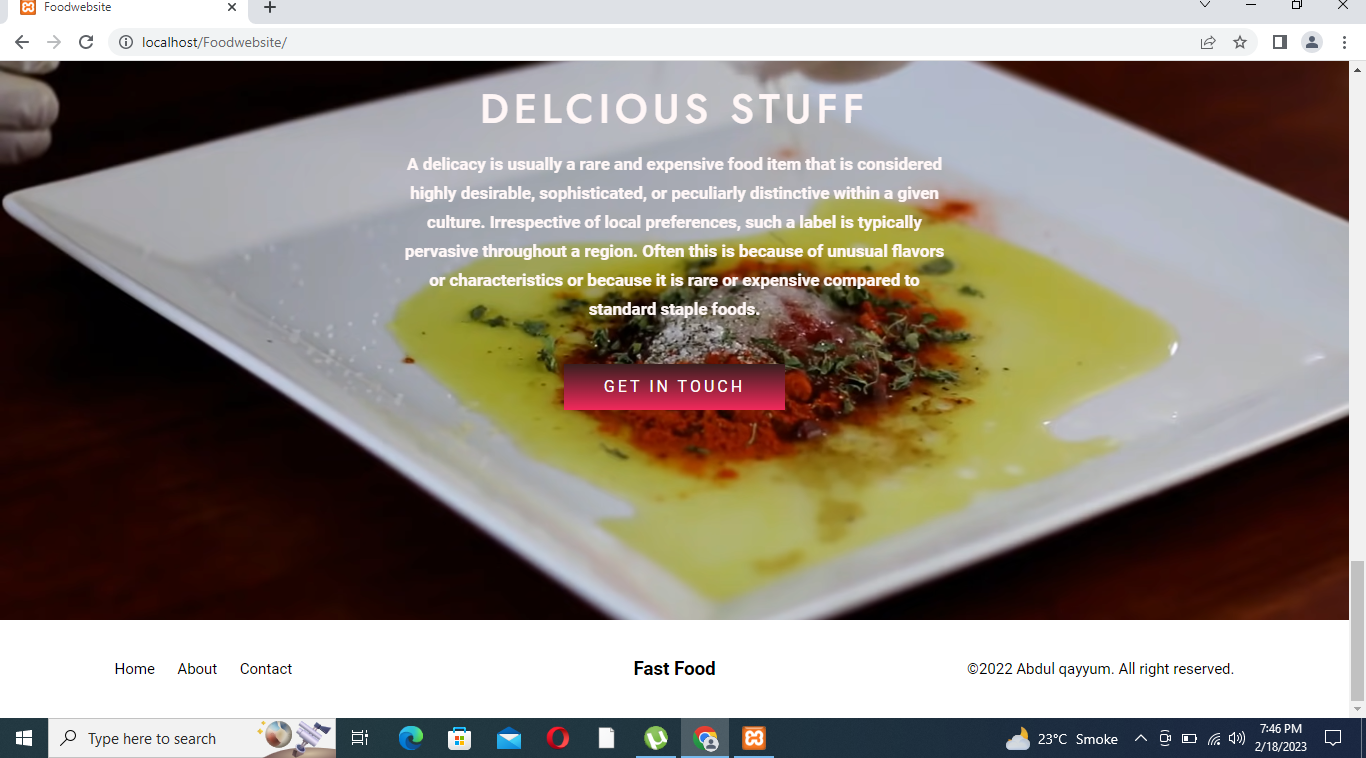 Foodwebsite
localhost/Foodwebsite/
DELCIOUS STUFF
A delicacy is usually a rare and expensive food item that is considered
highly desirable, sophisticated, or peculiarly distinctive within a given
culture. Irrespective of local preferences, such a label is typically
pervasive throughout a region. Often this is because of unusual flavors
or characteristics or because it is rare or expensive compared to
standard staple foods.
GET IN TOUCH
Home About Contact
Fast Food
©2022 Abdul qayyum. All right reserved.
Type here to search
23°C Smoke
7:46 PM
2/18/2023